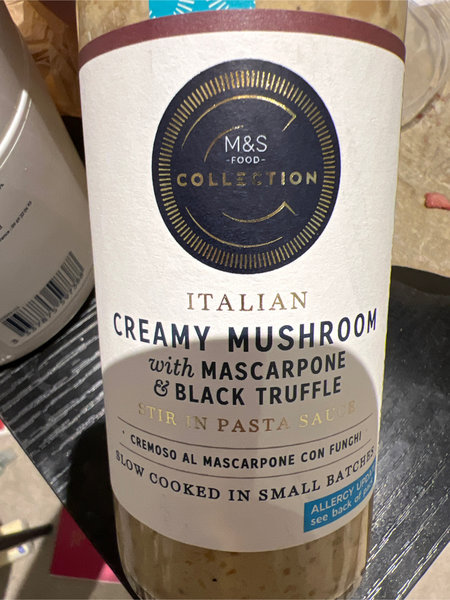 M&S
-FOOD-
COLLECTION
ITALIAN
CREAMY MUSHROOM
with MASCARPONE
& BLACK TRUFFLE
STIR IN PASTA SAUCE
CREMOSO AL MASCARPONE CON FUNGHI
SLOW COOKED IN SMALL BATCHES
ALLERGY
see back of